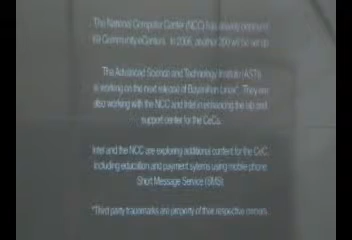 The National Computer Center (NCC) has already deployed
69 Community eCenters. In 2006, another 200 will be set up
The Advanced Science and Technology Institute (ASTI)
is working on the next release of Bayanihan Linux*. They are
also working with the NCC and Intel in enhancing the lab and
support center for the CeCs.
Intel and the NCC are exploring additional content for the CeC
including education and payment sytems using mobile phone
Short Message Service (SMS)
*Third party trademarks are property of their respective owners